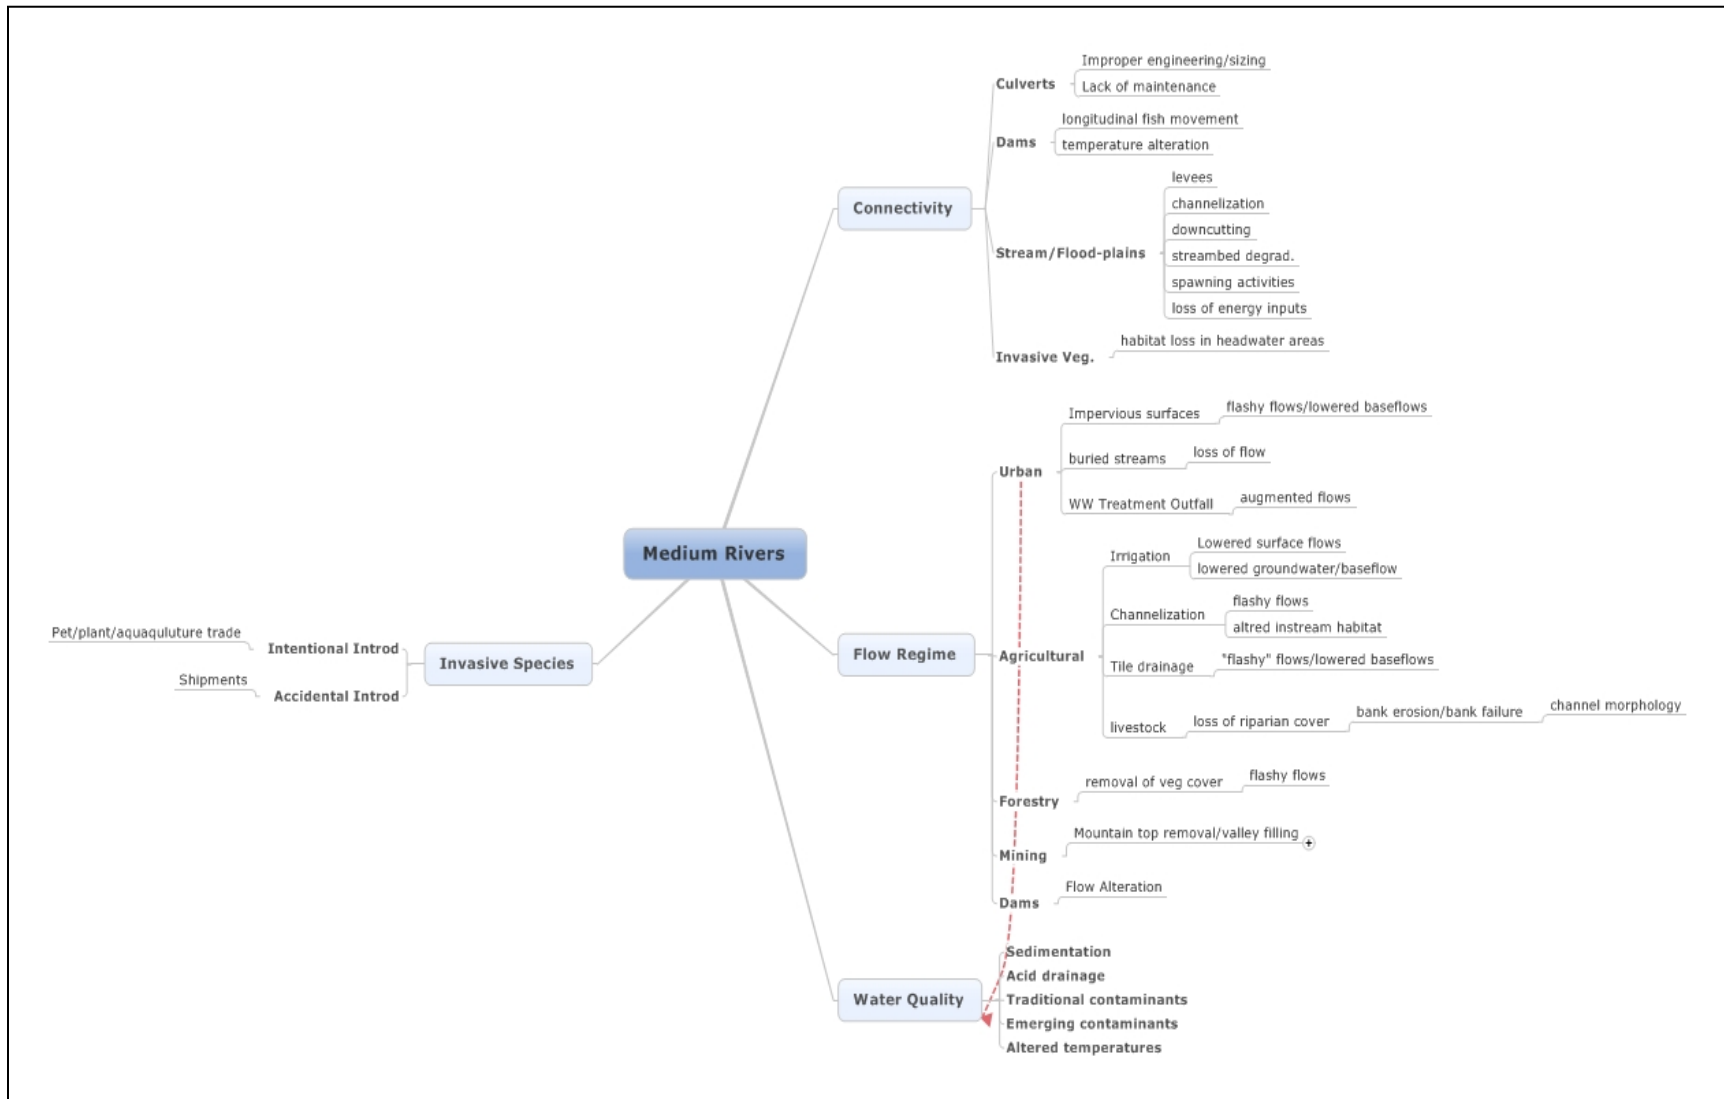 Medium Rivers
Connectivity
Culverts
Improper engineering/sizing
Lack of maintenance
Dams
longitudinal fish movement
temperature alteration
Stream/Flood-plains
levees
channelization
downcutting
streambed degrad.
spawning activities
loss of energy inputs
Invasive Veg.
habitat loss in headwater areas
Flow Regime
Urban
Impervious surfaces
flashy flows/lowered baseflows
buried streams
loss of flow
WW Treatment Outfall
augmented flows
Agricultural
Irrigation
Lowered surface flows
lowered groundwater/baseflow
Channelization
flashy flows
altred instream habitat
Tile drainage
"flashy" flows/lowered baseflows
livestock
loss of riparian cover
bank erosion/bank failure
channel morphology
Forestry
removal of veg cover
flashy flows
Mining
Mountain top removal/valley filling
Dams
Flow Alteration
Water Quality
Sedimentation
Acid drainage
Traditional contaminants
Emerging contaminants
Altered temperatures
Invasive Species
Intentional Introd
Pet/plant/aquaquluture trade
Accidental Introd
Shipments